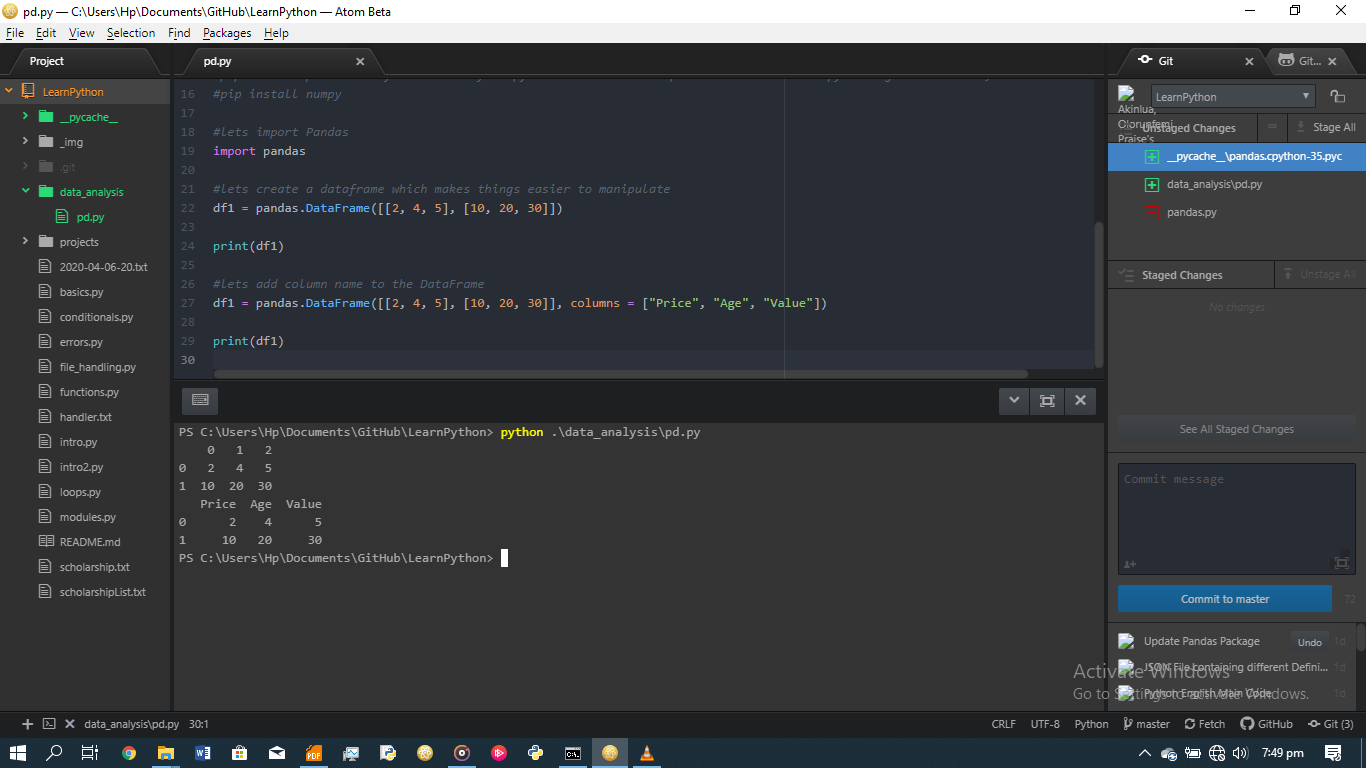 pd.py — C:\Users\Hp\Documents\GitHub\LearnPython — Atom Beta
File Edit View Selection Find Packages Help
Project
LearnPython
__pycache__
_img
.git
data_analysis
pd.py
projects
2020-04-06-20.txt
basics.py
conditionals.py
errors.py
file_handling.py
functions.py
handler.txt
intro.py
intro2.py
loops.py
modules.py
README.md
scholarship.txt
scholarshipList.txt
pd.py
16 #pip install numpy
17
18 #lets import Pandas
19 import pandas
20
21 #lets create a dataframe which makes things easier to manipulate
22 df1 = pandas.DataFrame([[2, 4, 5], [10, 20, 30]])
23
24 print(df1)
25
26 #lets add column name to the DataFrame
27 df1 = pandas.DataFrame([[2, 4, 5], [10, 20, 30]], columns = ["Price", "Age", "Value"])
28
29 print(df1)
30
PS C:\Users\Hp\Documents\GitHub\LearnPython> python .\data_analysis\pd.py
0 1 2
0 2 4 5
1 10 20 30
Price Age Value
0 2 4 5
1 10 20 30
PS C:\Users\Hp\Documents\GitHub\LearnPython>
Git
Git...
LearnPython
Akinlua,
Olorunfemi
Praise's
Unstaged Changes
Stage All
__pycache__\pandas.cpython-35.pyc
data_analysis\pd.py
pandas.py
Staged Changes
Unstage All
No changes
See All Staged Changes
Commit message
Commit to master
72
Update Pandas Package Undo 1d
JSON File containing different Defini... 1d
Python English Main Code 1d
Activate Windows
Go to Settings to activate Windows.
data_analysis\pd.py 30:1
CRLF UTF-8 Python master Fetch GitHub Git (3)
7:49 pm